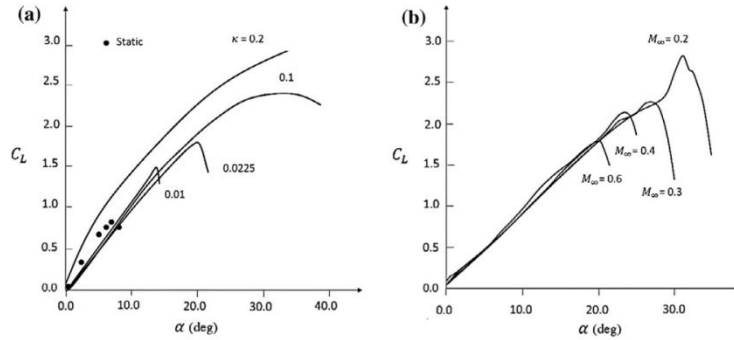 (a)
3.0
2.5
2.0
1.5
1.0
0.5
0.0
C_L
Static
κ = 0.2
0.1
0.0225
0.01
0.0 10.0 20.0 30.0 40.0
α (deg)
(b)
3.0
2.5
2.0
1.5
1.0
0.5
0.0
C_L
M∞ = 0.2
M∞ = 0.4
M∞ = 0.6
M∞ = 0.3
0.0 10.0 20.0 30.0
α (deg)